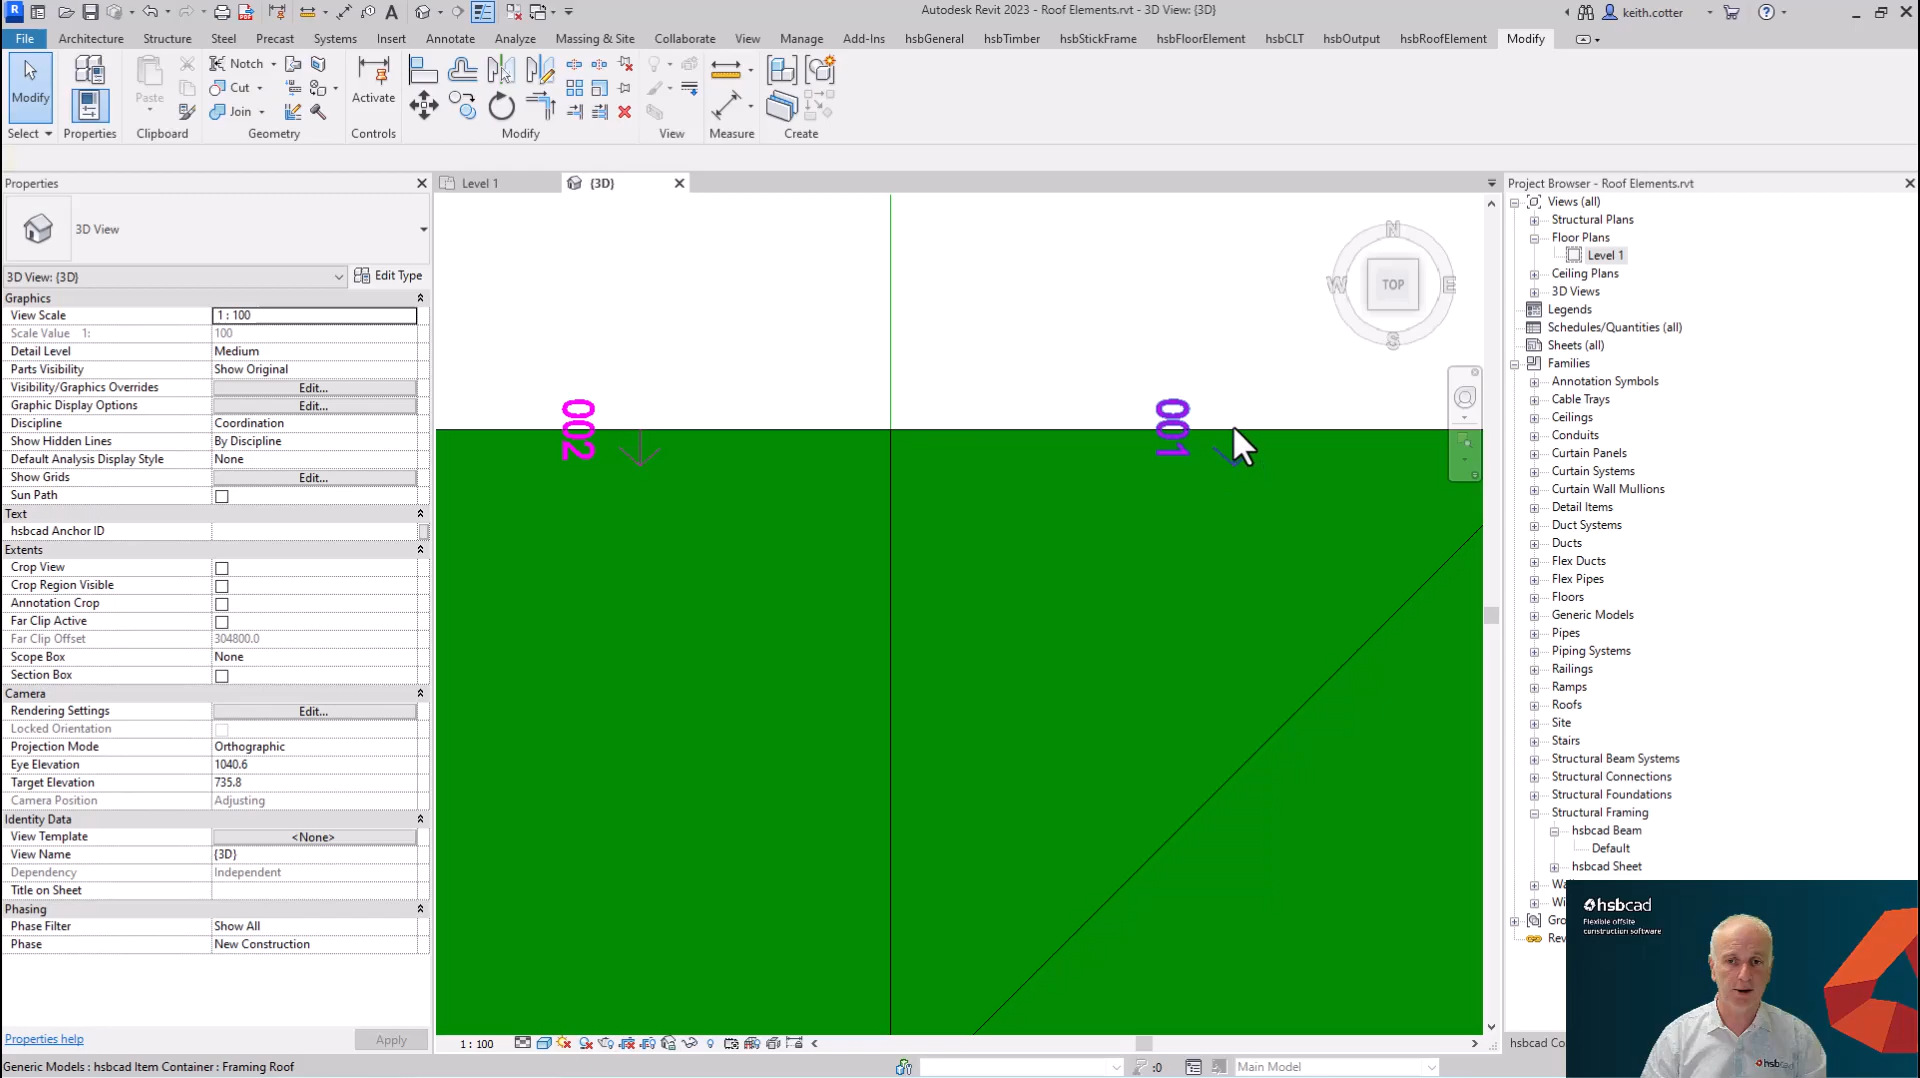 Autodesk Revit 2023 - Roof Elements.rvt - 3D View: {3D}
keith.cotter
File Architecture Structure Steel Precast Systems Insert Annotate Analyze Massing & Site Collaborate View Manage Add-Ins hsbGeneral hsbTimber hsbStickFrame hsbFloorElement hsbCLT hsbOutput hsbRoofElement Modify
Modify
Paste
Notch
Cut
Join
Activate
Select Properties Clipboard Geometry Controls Modify View Measure Create
Properties
3D View
3D View: {3D}
Edit Type
Graphics
View Scale 1 : 100
Scale Value 1: 100
Detail Level Medium
Parts Visibility Show Original
Visibility/Graphics Overrides Edit...
Graphic Display Options Edit...
Discipline Coordination
Show Hidden Lines By Discipline
Default Analysis Display Style None
Show Grids Edit...
Sun Path
Text
hsbcad Anchor ID
Extents
Crop View
Crop Region Visible
Annotation Crop
Far Clip Active
Far Clip Offset 304800.0
Scope Box None
Section Box
Camera
Rendering Settings Edit...
Locked Orientation
Projection Mode Orthographic
Eye Elevation 1040.6
Target Elevation 735.8
Camera Position Adjusting
Identity Data
View Template <None>
View Name {3D}
Dependency Independent
Title on Sheet
Phasing
Phase Filter Show All
Phase New Construction
Properties help
Apply
Level 1
{3D}
002
001
N
W
TOP
E
S
1 : 100
Project Browser - Roof Elements.rvt
Views (all)
Structural Plans
Floor Plans
Level 1
Ceiling Plans
3D Views
Legends
Schedules/Quantities (all)
Sheets (all)
Families
Annotation Symbols
Cable Trays
Ceilings
Conduits
Curtain Panels
Curtain Systems
Curtain Wall Mullions
Detail Items
Duct Systems
Ducts
Flex Ducts
Flex Pipes
Floors
Generic Models
Pipes
Piping Systems
Railings
Ramps
Roofs
Site
Stairs
Structural Beam Systems
Structural Connections
Structural Foundations
Structural Framing
hsbcad Beam
Default
hsbcad Sheet
Wa
Wi
Gro
Rev
hsbcad Co
hsbcad
Flexible offsite
construction software
hsbcad
Generic Models : hsbcad Item Container : Framing Roof
:0
Main Model